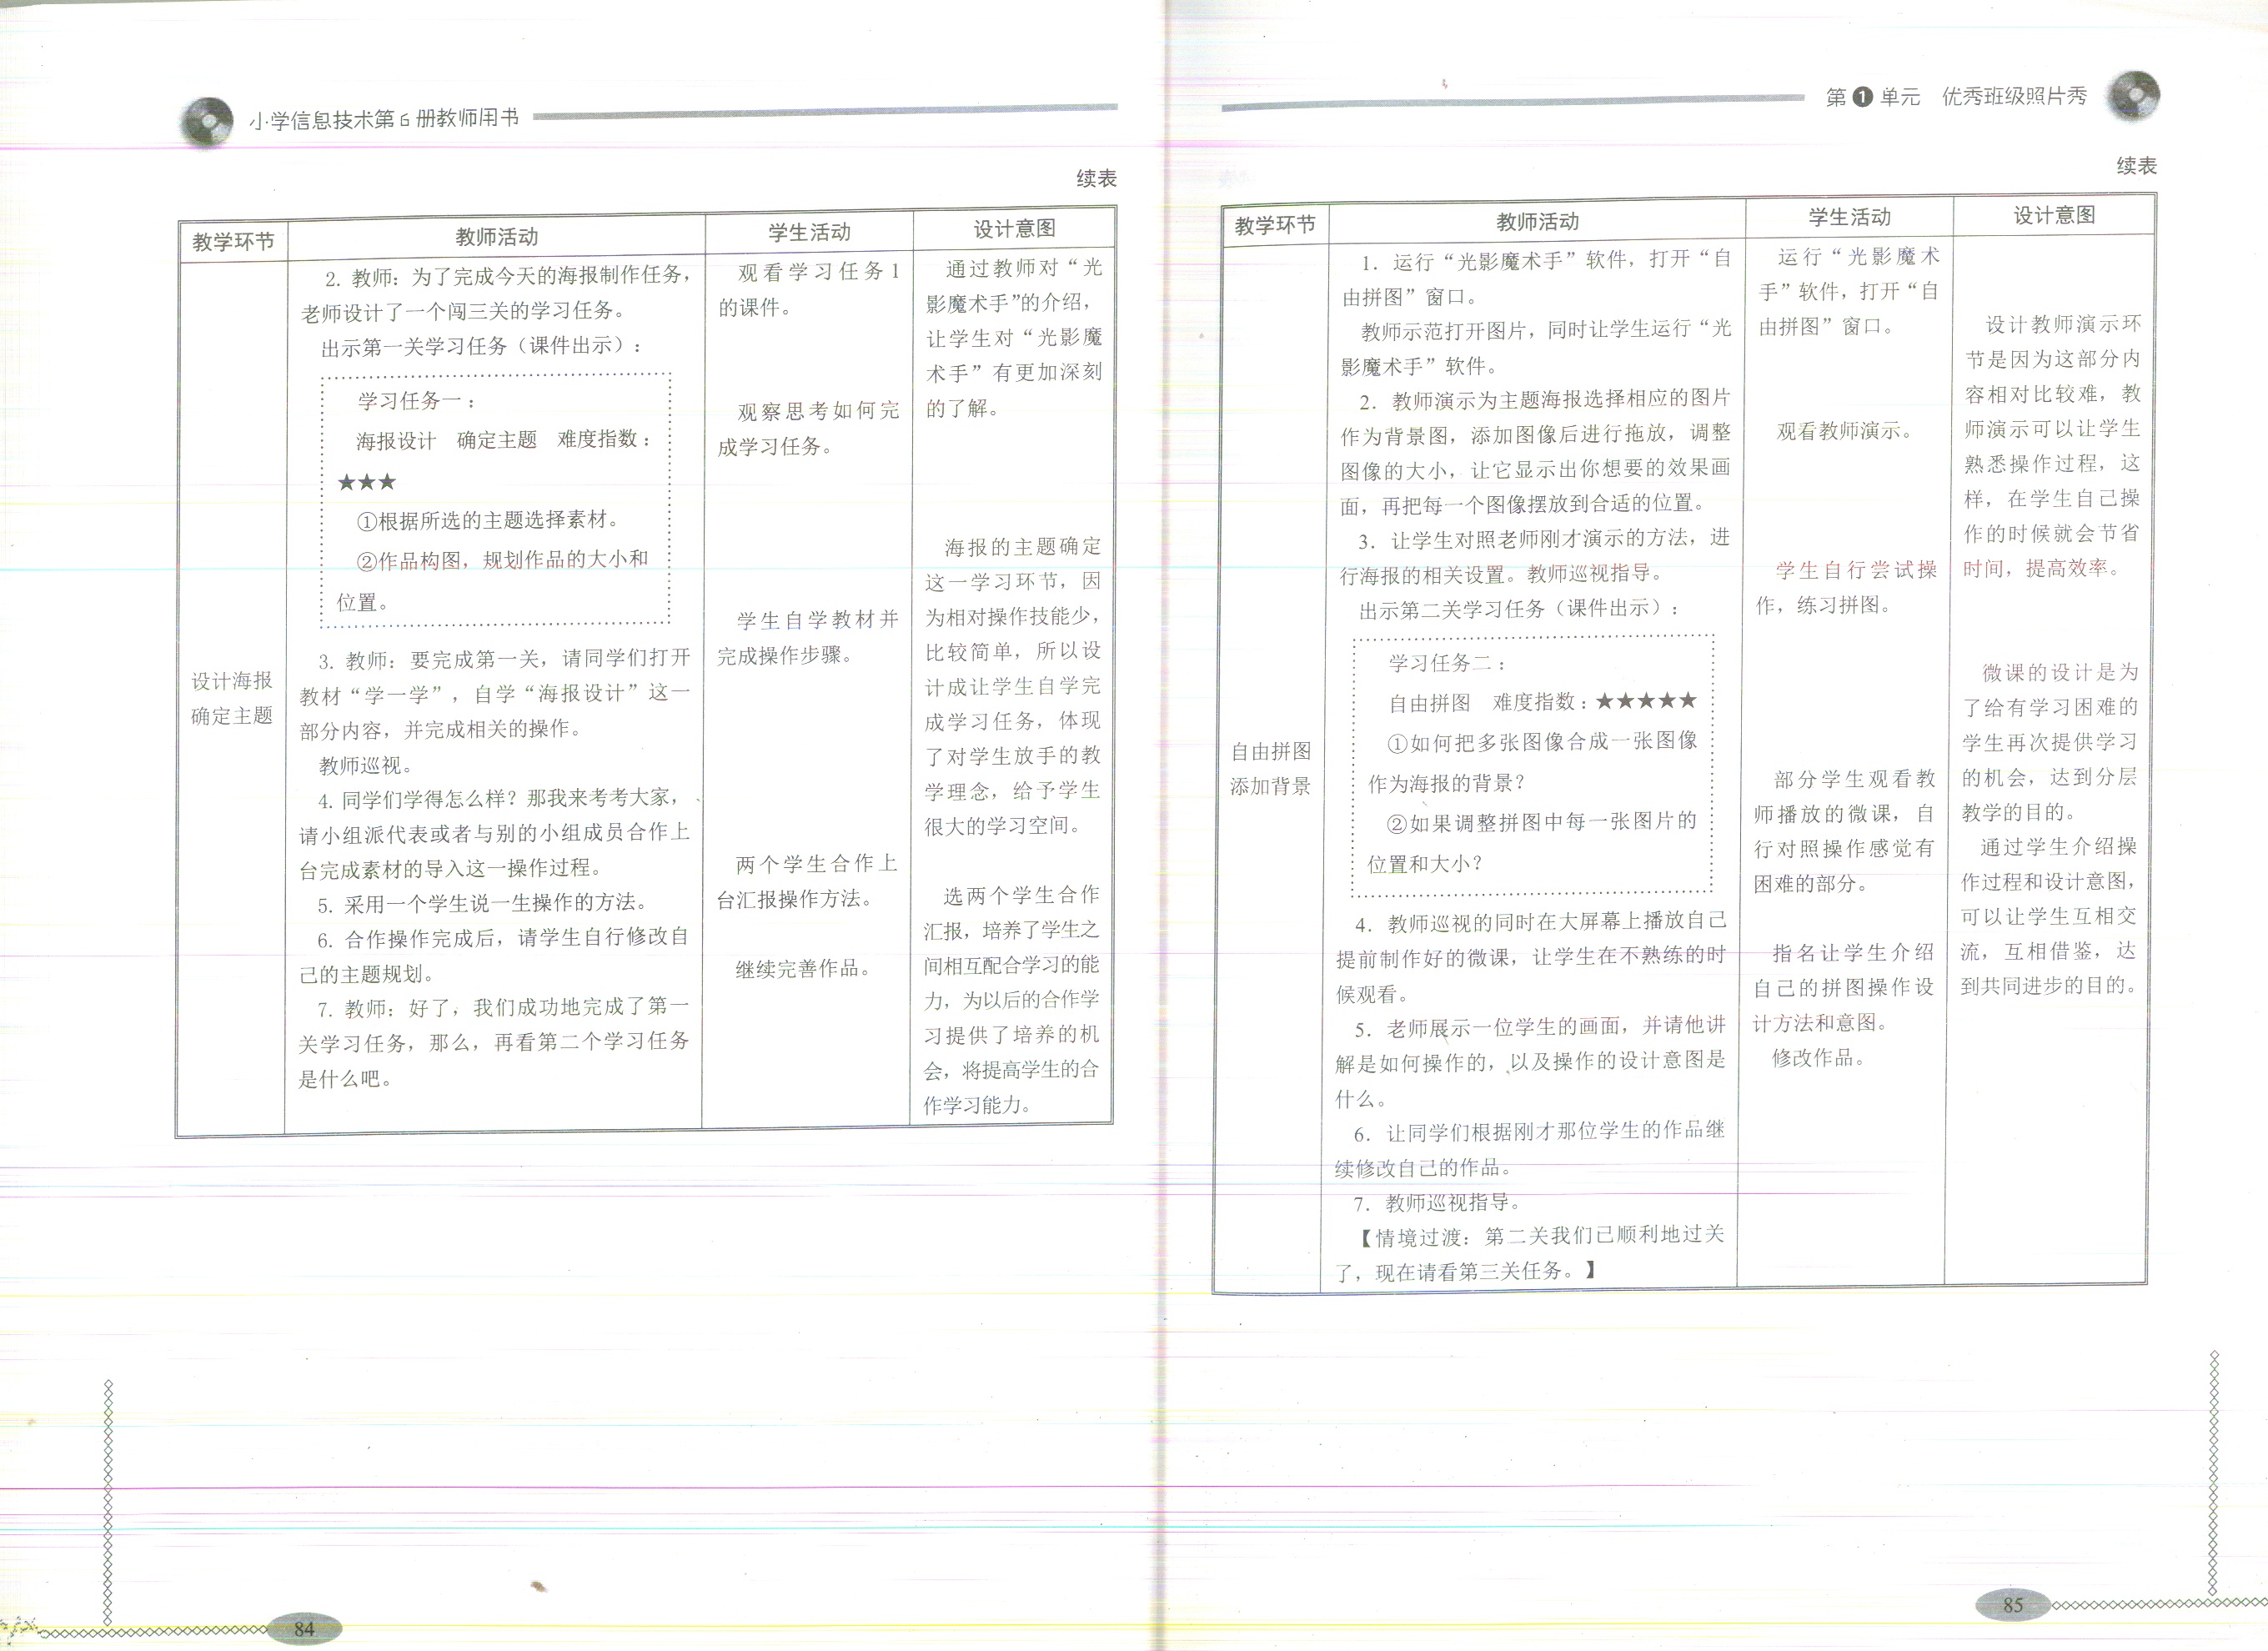 小学信息技术第6册教师用书
续表
教学环节
教师活动
学生活动
设计意图
设计海报
确定主题
2. 教师：为了完成今天的海报制作任务，
老师设计了一个闯三关的学习任务。
出示第一关学习任务（课件出示）：
学习任务一：
海报设计　确定主题　难度指数：
★★★
①根据所选的主题选择素材。
②作品构图，规划作品的大小和
位置。
3. 教师：要完成第一关，请同学们打开
教材“学一学”，自学“海报设计”这一
部分内容，并完成相关的操作。
教师巡视。
4. 同学们学得怎么样？那我来考考大家，
请小组派代表或者与别的小组成员合作上
台完成素材的导入这一操作过程。
5. 采用一个学生说一生操作的方法。
6. 合作操作完成后，请学生自行修改自
己的主题规划。
7. 教师：好了，我们成功地完成了第一
关学习任务，那么，再看第二个学习任务
是什么吧。
观看学习任务1
的课件。
观察思考如何完
成学习任务。
学生自学教材并
完成操作步骤。
两个学生合作上
台汇报操作方法。
继续完善作品。
通过教师对“光
影魔术手”的介绍，
让学生对“光影魔
术手”有更加深刻
的了解。
海报的主题确定
这一学习环节，因
为相对操作技能少，
比较简单，所以设
计成让学生自学完
成学习任务，体现
了对学生放手的教
学理念，给予学生
很大的学习空间。
选两个学生合作
汇报，培养了学生之
间相互配合学习的能
力，为以后的合作学
习提供了培养的机
会，将提高学生的合
作学习能力。
84
第1单元　优秀班级照片秀
续表
教学环节
教师活动
学生活动
设计意图
自由拼图
添加背景
1. 运行“光影魔术手”软件，打开“自
由拼图”窗口。
教师示范打开图片，同时让学生运行“光
影魔术手”软件。
2. 教师演示为主题海报选择相应的图片
作为背景图，添加图像后进行拖放，调整
图像的大小，让它显示出你想要的效果画
面，再把每一个图像摆放到合适的位置。
3. 让学生对照老师刚才演示的方法，进
行海报的相关设置。教师巡视指导。
出示第二关学习任务（课件出示）：
学习任务二：
自由拼图　难度指数：★★★★★
①如何把多张图像合成一张图像
作为海报的背景？
②如果调整拼图中每一张图片的
位置和大小？
4. 教师巡视的同时在大屏幕上播放自己
提前制作好的微课，让学生在不熟练的时
候观看。
5. 老师展示一位学生的画面，并请他讲
解是如何操作的，以及操作的设计意图是
什么。
6. 让同学们根据刚才那位学生的作品继
续修改自己的作品。
7. 教师巡视指导。
【情境过渡：第二关我们已顺利地过关
了，现在请看第三关任务。】
运行“光影魔术
手”软件，打开“自
由拼图”窗口。
观看教师演示。
学生自行尝试操
作，练习拼图。
部分学生观看教
师播放的微课，自
行对照操作感觉有
困难的部分。
指名让学生介绍
自己的拼图操作设
计方法和意图。
修改作品。
设计教师演示环
节是因为这部分内
容相对比较难，教
师演示可以让学生
熟悉操作过程，这
样，在学生自己操
作的时候就会节省
时间，提高效率。
微课的设计是为
了给有学习困难的
学生再次提供学习
的机会，达到分层
教学的目的。
通过学生介绍操
作过程和设计意图，
可以让学生互相交
流，互相借鉴，达
到共同进步的目的。
85